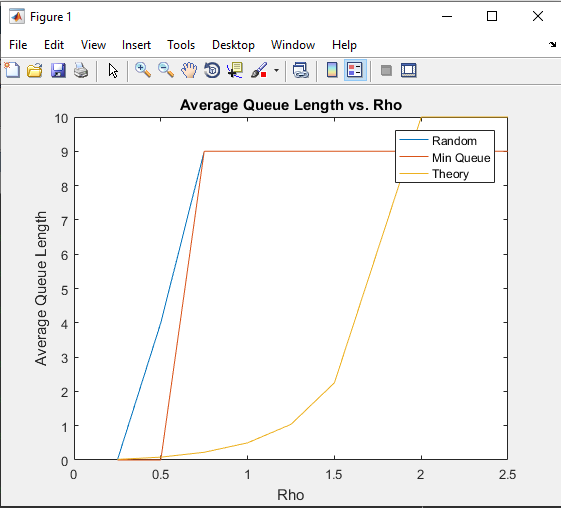 Figure 1
File Edit View Insert Tools Desktop Window Help
Average Queue Length vs. Rho
10
9
8
7
6
5
4
3
2
1
0
Average Queue Length
Random
Min Queue
Theory
0 0.5 1 1.5 2 2.5
Rho